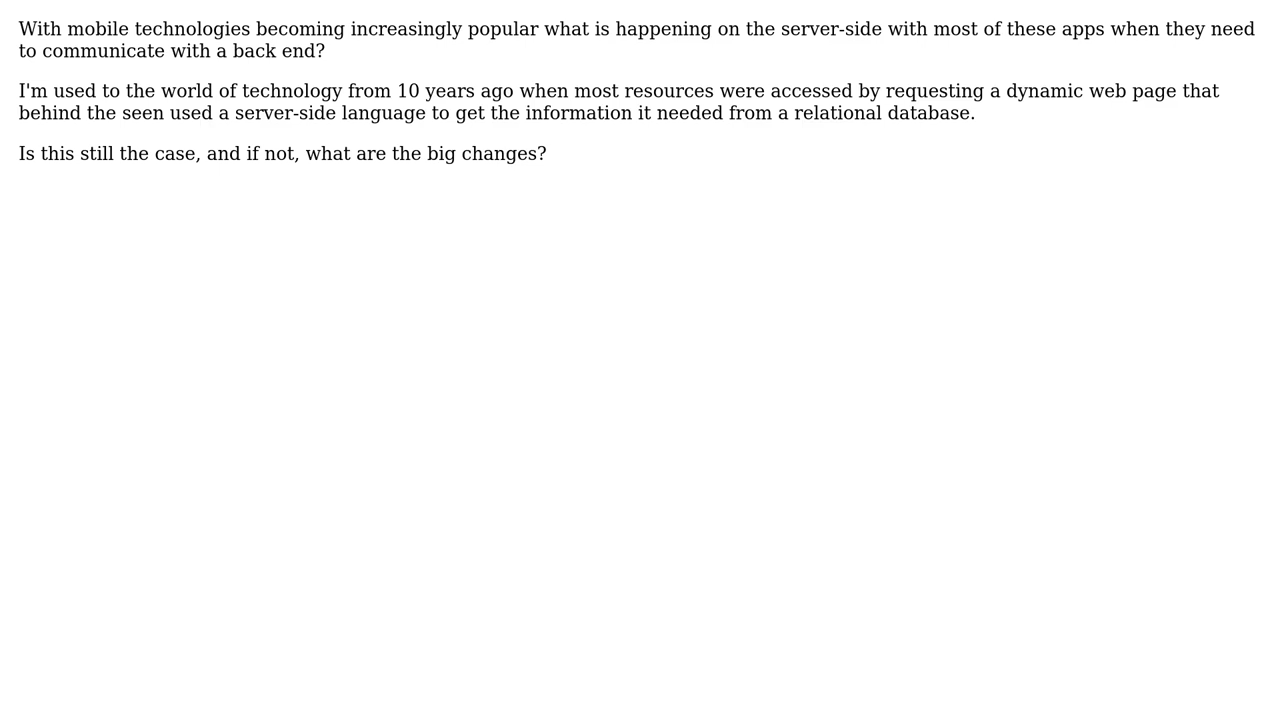 With mobile technologies becoming increasingly popular what is happening on the server-side with most of these apps when they need
to communicate with a back end?
I'm used to the world of technology from 10 years ago when most resources were accessed by requesting a dynamic web page that
behind the seen used a server-side language to get the information it needed from a relational database.
Is this still the case, and if not, what are the big changes?